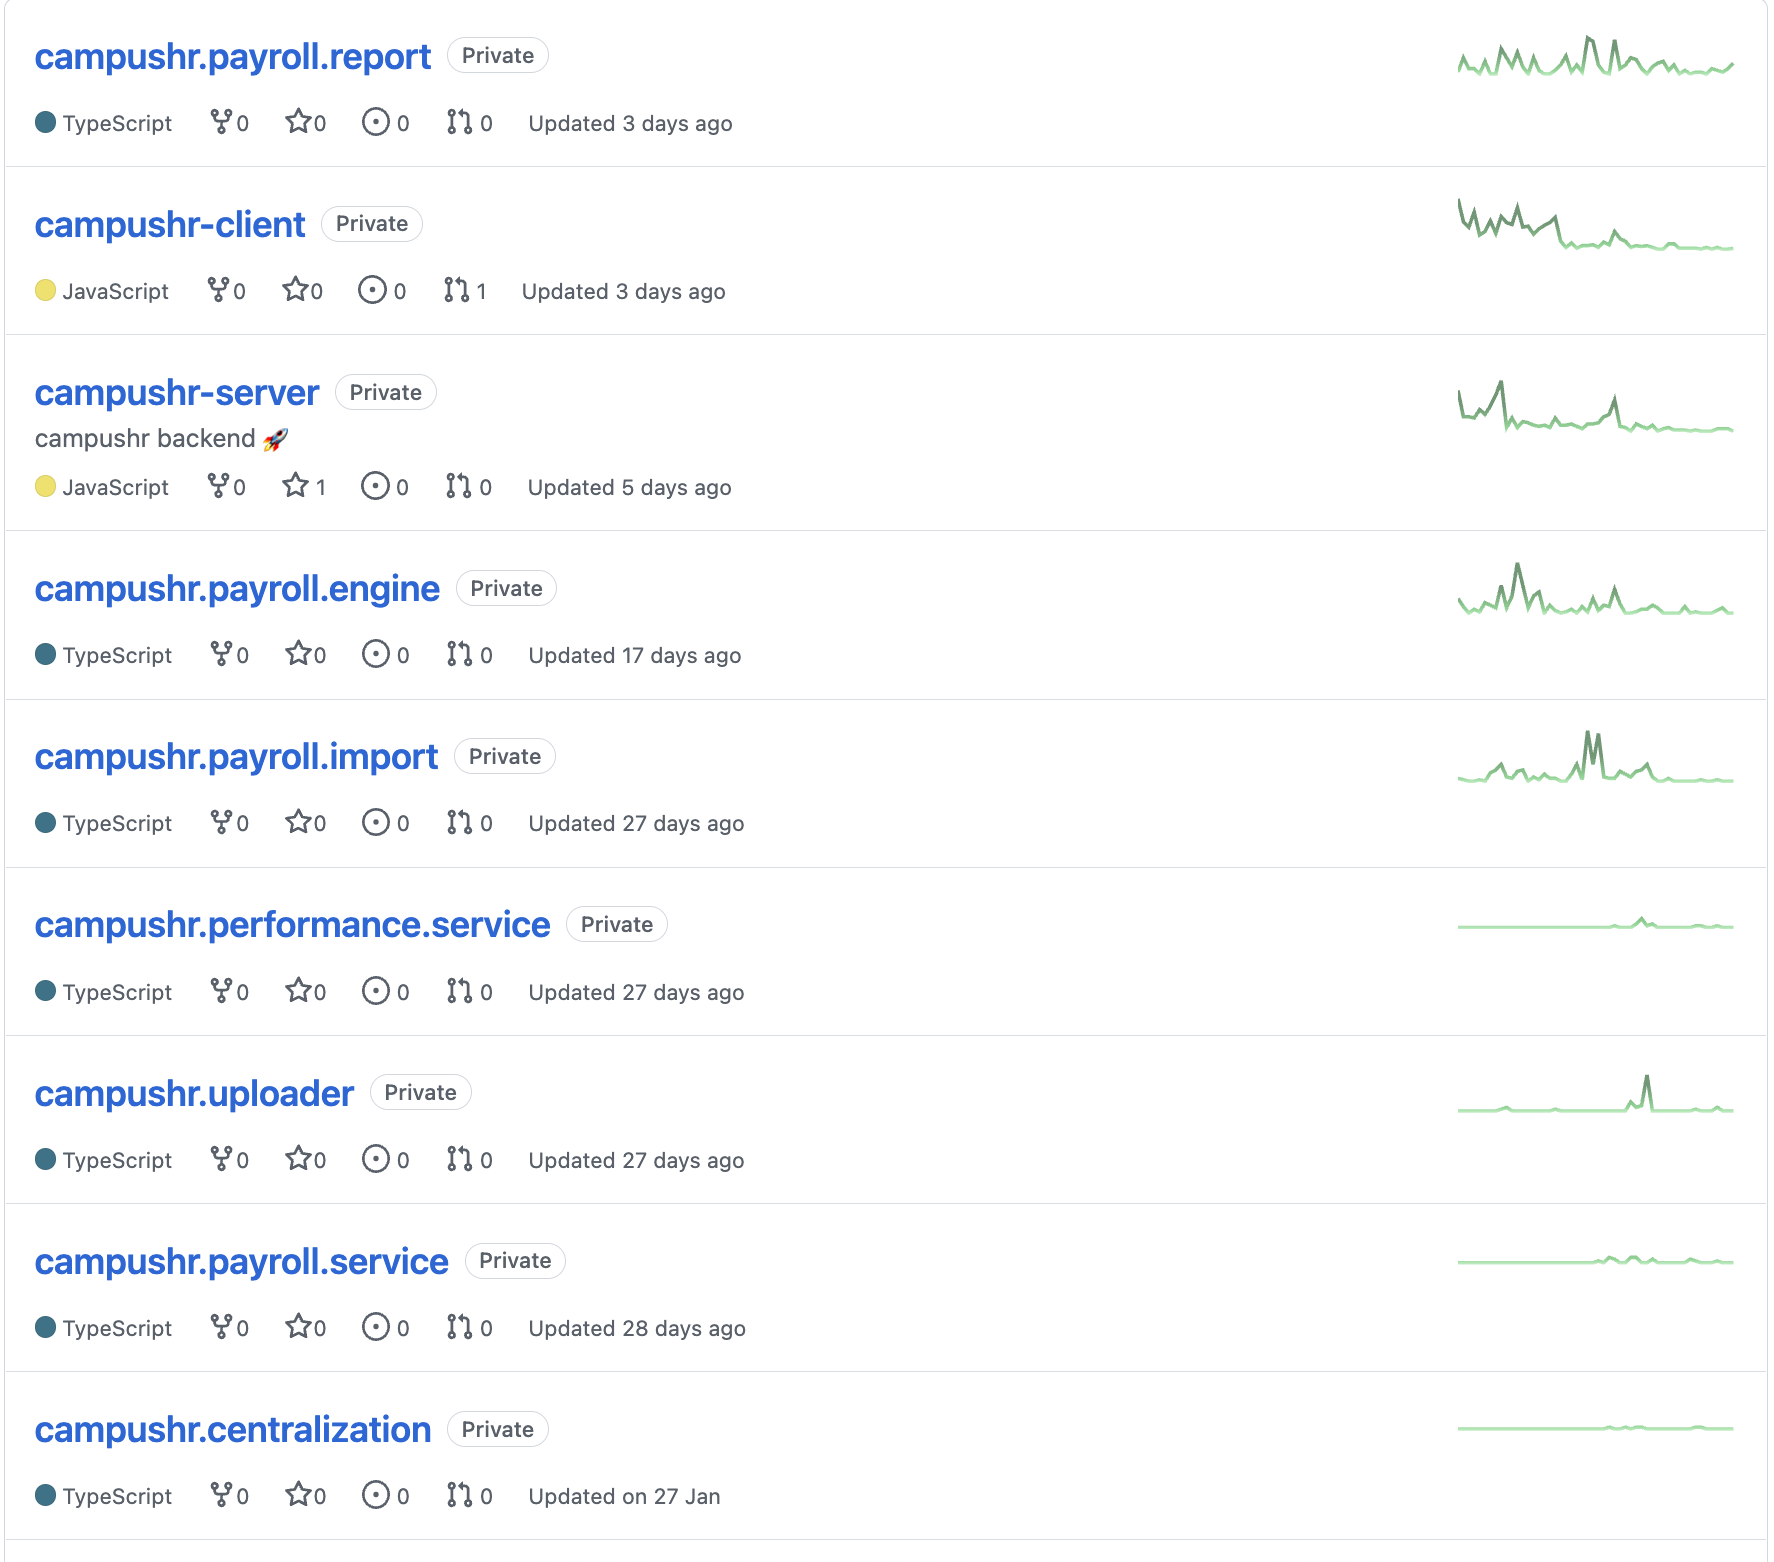 campushr.payroll.report Private
TypeScript 0 0 0 0 Updated 3 days ago
campushr-client Private
JavaScript 0 0 0 1 Updated 3 days ago
campushr-server Private
campushr backend 🚀
JavaScript 0 1 0 0 Updated 5 days ago
campushr.payroll.engine Private
TypeScript 0 0 0 0 Updated 17 days ago
campushr.payroll.import Private
TypeScript 0 0 0 0 Updated 27 days ago
campushr.performance.service Private
TypeScript 0 0 0 0 Updated 27 days ago
campushr.uploader Private
TypeScript 0 0 0 0 Updated 27 days ago
campushr.payroll.service Private
TypeScript 0 0 0 0 Updated 28 days ago
campushr.centralization Private
TypeScript 0 0 0 0 Updated on 27 Jan